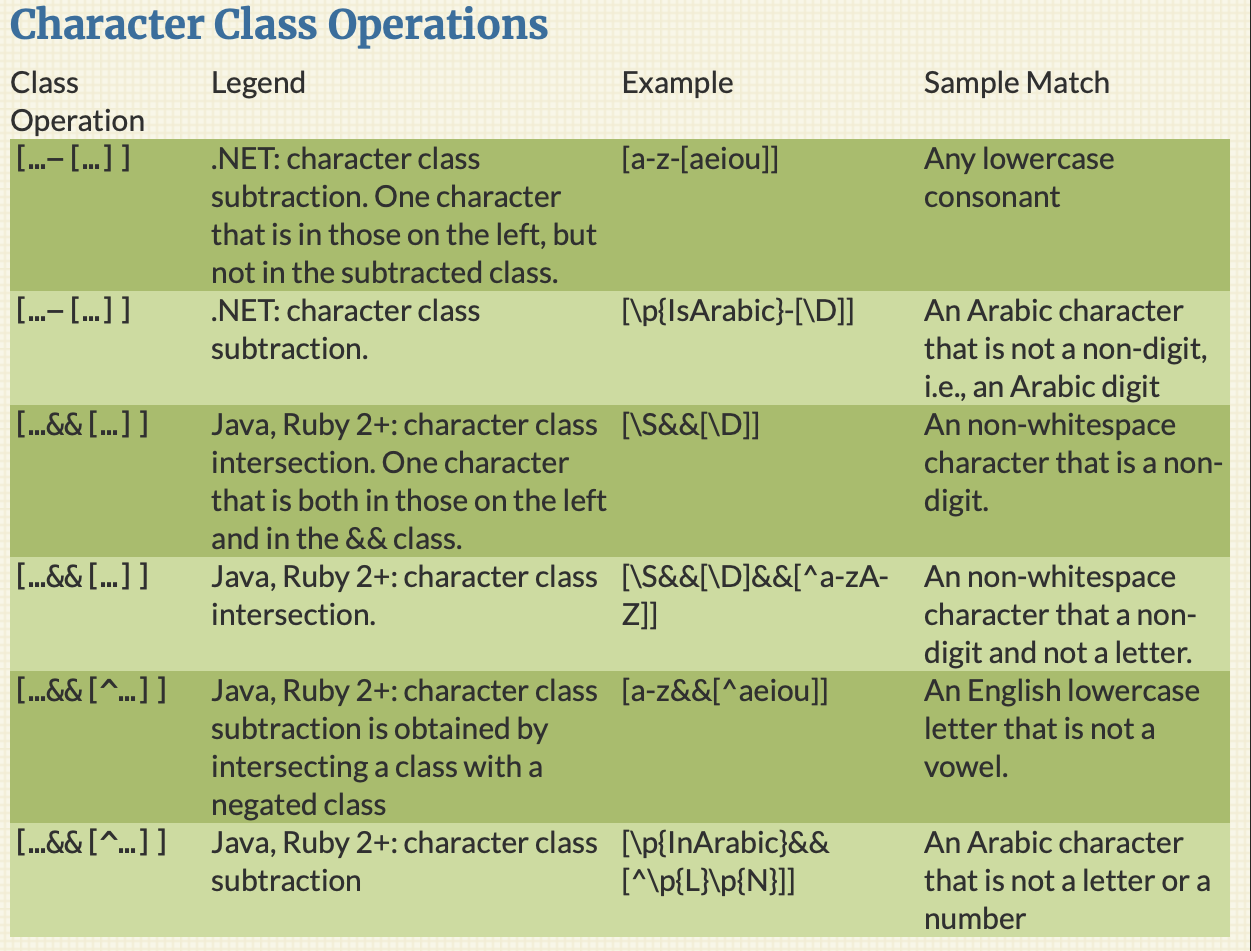 Character Class Operations
Class Legend Example Sample Match
Operation
[…-[…]] .NET: character class [a-z-[aeiou]] Any lowercase
subtraction. One character consonant
that is in those on the left, but
not in the subtracted class.
[…-[…]] .NET: character class [\p{IsArabic}-[\D]] An Arabic character
subtraction. that is not a non-digit,
i.e., an Arabic digit
[…&&[…]] Java, Ruby 2+: character class [\S&&[\D]] An non-whitespace
intersection. One character character that is a non-
that is both in those on the left digit.
and in the && class.
[…&&[…]] Java, Ruby 2+: character class [\S&&[\D]&&[^a-zA- An non-whitespace
intersection. Z]] character that a non-
digit and not a letter.
[…&&[^…]] Java, Ruby 2+: character class [a-z&&[^aeiou]] An English lowercase
subtraction is obtained by letter that is not a
intersecting a class with a vowel.
negated class
[…&&[^…]] Java, Ruby 2+: character class [\p{InArabic}&& An Arabic character
subtraction [^\p{L}\p{N}]] that is not a letter or a
number